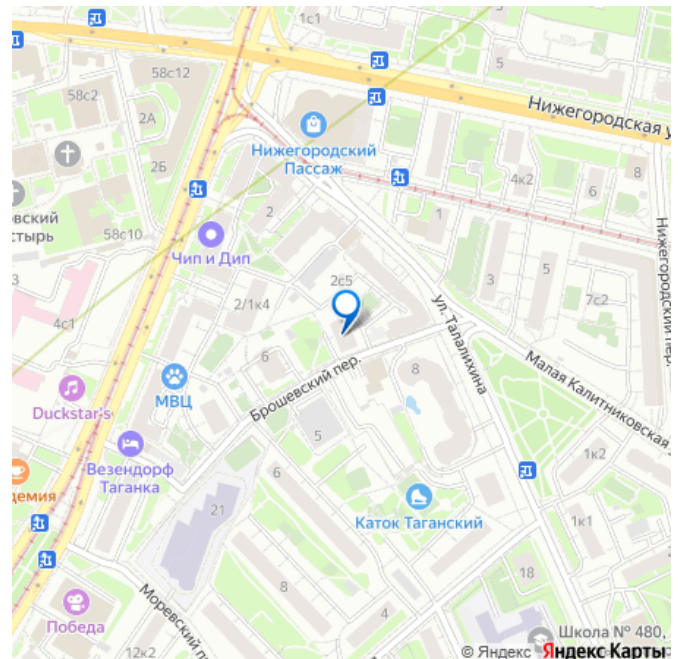 1с1
58с12
5
58с2
2А
Нижегородская у
Нижегородский
Пассаж
2Б
4к2
6
8
2
1
вский
стырь
58с10
Чип и Дип
Нижегородский пер.
3
5
2с5
7с2
2/1к4
4с1
ул. Талалихина
6
Брошевский пер.
8
Малая Калитниковская у
МВЦ
Duckstar's
5
Везендорф
Таганка
1к2
6
демия
21
Каток Таганский
1к1
8
18
Моревский п
Победа
Школа № 480,
12к2
© Яндекс Яндекс Карты